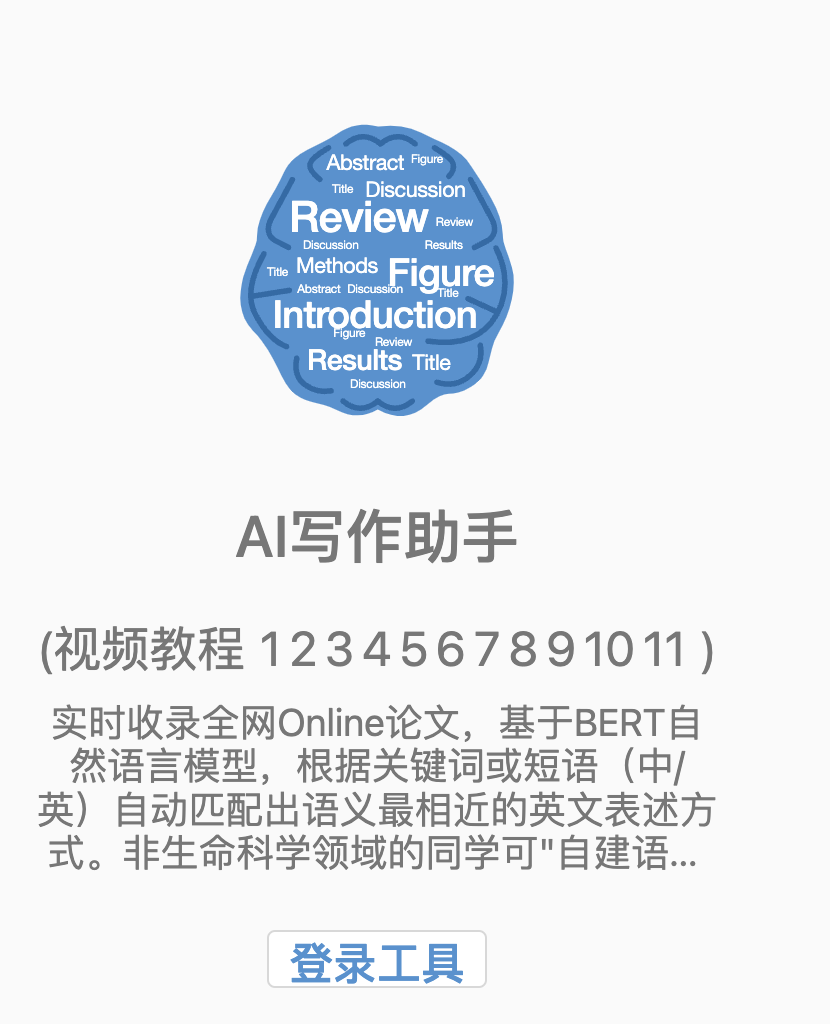 Abstract Figure
Title Discussion
Review Review
Discussion Results
Title Methods Figure
Abstract Discussion Title
Introduction
Figure Review
Results Title
Discussion
AI写作助手
(视频教程 1 2 3 4 5 6 7 8 9 10 11 )
实时收录全网Online论文，基于BERT自
然语言模型，根据关键词或短语（中/
英）自动匹配出语义最相近的英文表述方
式。非生命科学领域的同学可"自建语...
登录工具